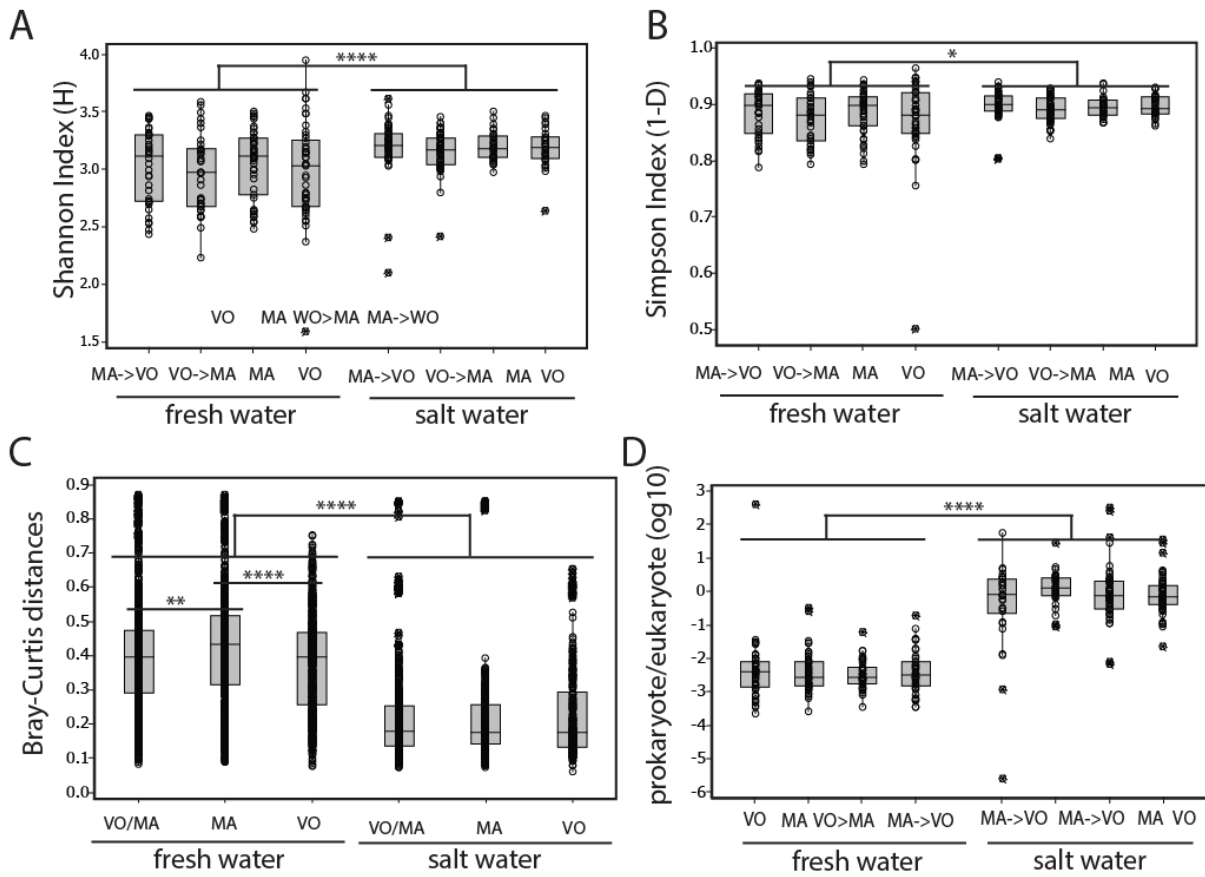 A
Shannon Index (H)
4.0
3.5
3.0
2.5
2.0
1.5
****
VO MA WO>MA MA->WO
MA->VO VO->MA MA VO MA->VO VO->MA MA VO
fresh water salt water
B
Simpson Index (1-D)
1.0
0.9
0.8
0.9
0.6
0.5
*
MA->VO VO->MA MA VO MA->VO VO->MA MA VO
fresh water salt water
C
Bray-Curtis distances
0.9
0.8
0.7
0.6
0.5
0.4
0.3
0.2
0.1
0.0
****
****
**
VO/MA MA VO VO/MA MA VO
fresh water salt water
D
prokaryote/eukaryote (og10)
3
2
1
0
-1
-2
-3
-4
-5
-6
****
VO MA VO>MA MA->VO MA->VO MA->VO MA VO
fresh water salt water